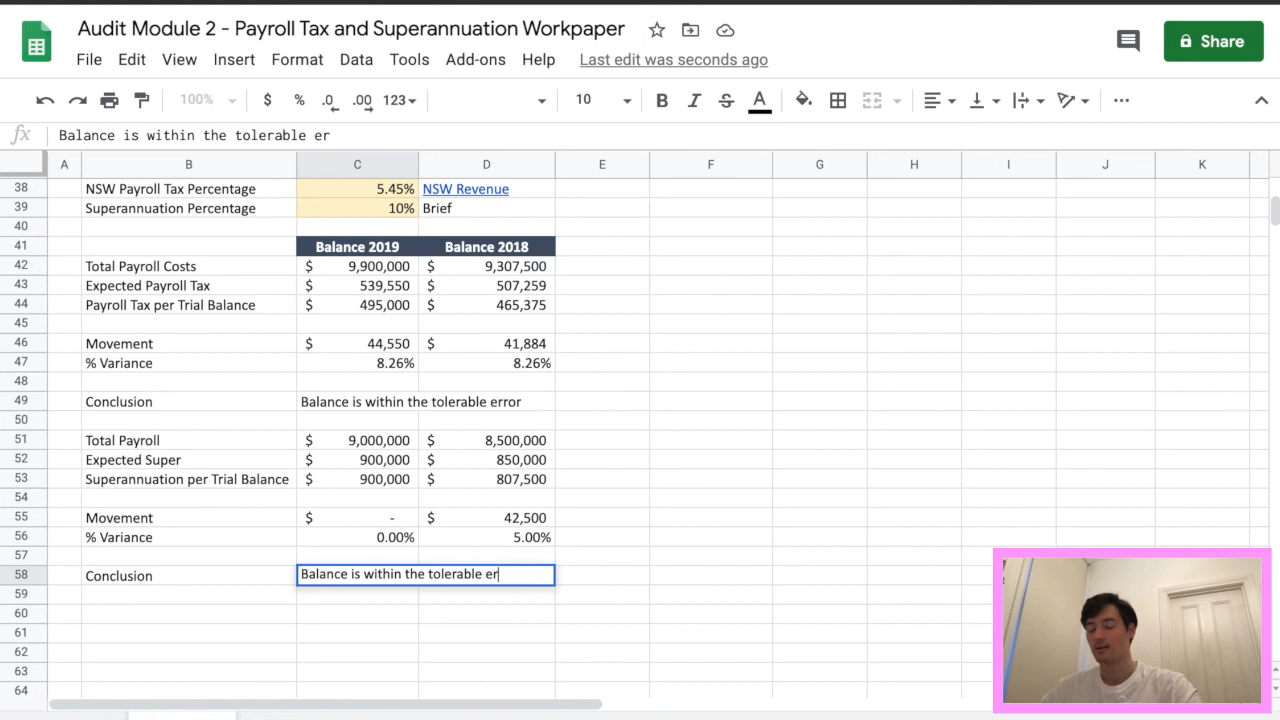 Audit Module 2 - Payroll Tax and Superannuation Workpaper
Share
File Edit View Insert Format Data Tools Add-ons Help Last edit was seconds ago
100% $ % .0 .00 123 10 B I S A
fx Balance is within the tolerable er
A B C D E F G H I J K
38 NSW Payroll Tax Percentage 5.45% NSW Revenue
39 Superannuation Percentage 10% Brief
40
41 Balance 2019 Balance 2018
42 Total Payroll Costs $ 9,900,000 $ 9,307,500
43 Expected Payroll Tax $ 539,550 $ 507,259
44 Payroll Tax per Trial Balance $ 495,000 $ 465,375
45
46 Movement $ 44,550 $ 41,884
47 % Variance 8.26% 8.26%
48
49 Conclusion Balance is within the tolerable error
50
51 Total Payroll $ 9,000,000 $ 8,500,000
52 Expected Super $ 900,000 $ 850,000
53 Superannuation per Trial Balance $ 900,000 $ 807,500
54
55 Movement $ - $ 42,500
56 % Variance 0.00% 5.00%
57
58 Conclusion Balance is within the tolerable er
59
60
61
62
63
64